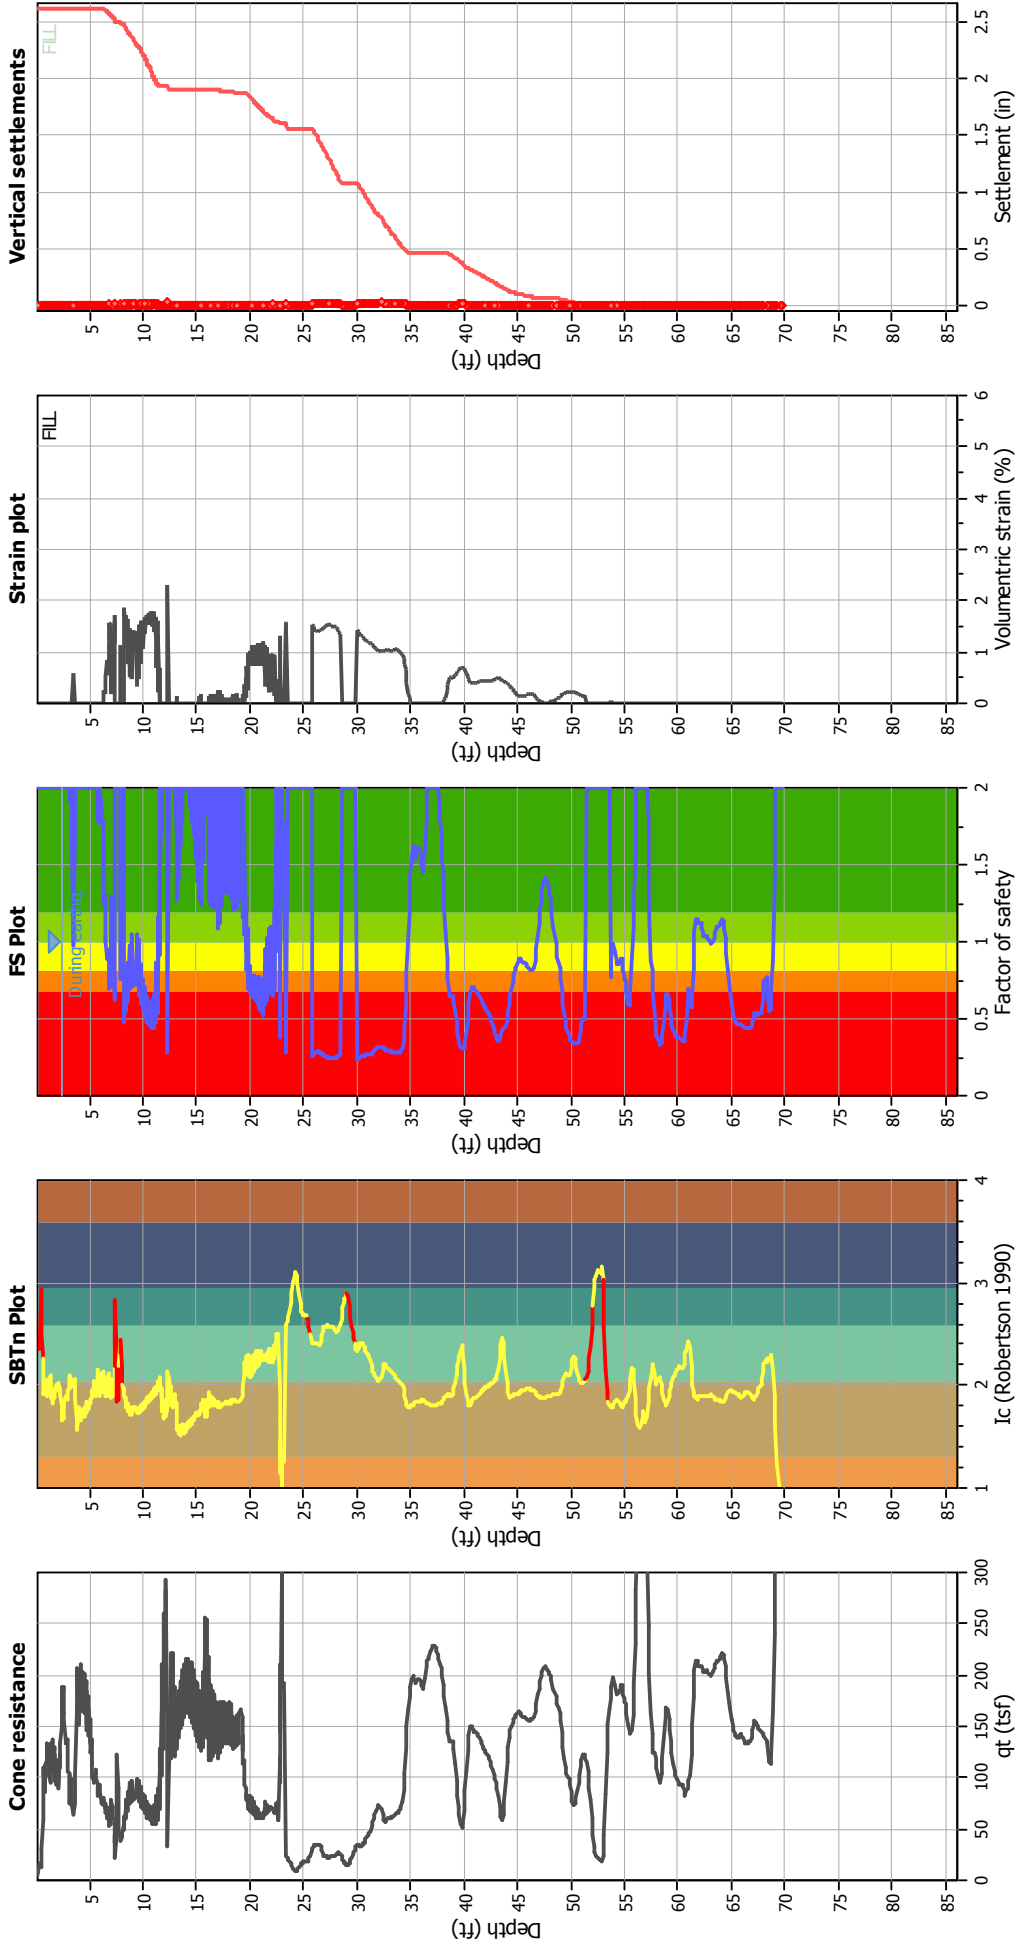 Cone resistance
0 50 100 150 200 250 300
qt (tsf)
5 10 15 20 25 30 35 40 45 50 55 60 65 70 75 80 85
Depth (ft)
SBTn Plot
1 2 3 4
Ic (Robertson 1990)
5 10 15 20 25 30 35 40 45 50 55 60 65 70 75 80 85
Depth (ft)
FS Plot
During earthq.
0 0.5 1 1.5 2
Factor of safety
5 10 15 20 25 30 35 40 45 50 55 60 65 70 75 80 85
Depth (ft)
Strain plot
FILL
0 1 2 3 4 5 6
Volumentric strain (%)
5 10 15 20 25 30 35 40 45 50 55 60 65 70 75 80 85
Depth (ft)
Vertical settlements
FILL
0 0.5 1 1.5 2 2.5
Settlement (in)
5 10 15 20 25 30 35 40 45 50 55 60 65 70 75 80 85
Depth (ft)